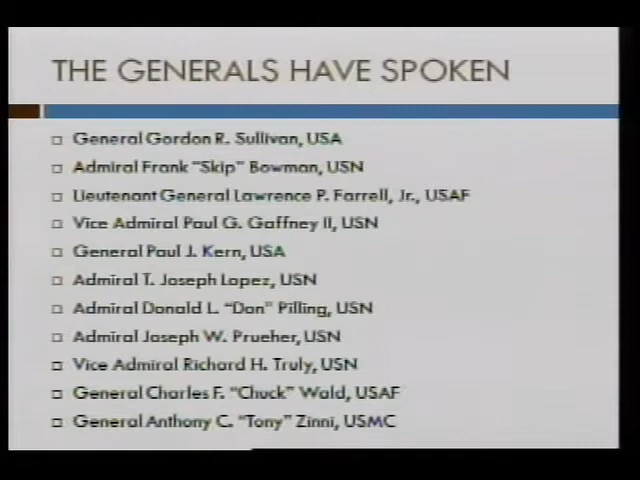 THE GENERALS HAVE SPOKEN
General Gordon R. Sullivan, USA
Admiral Frank "Skip" Bowman, USN
Lieutenant General Lawrence P. Farrell, Jr., USAF
Vice Admiral Paul G. Gaffney II, USN
General Paul J. Kern, USA
Admiral T. Joseph Lopez, USN
Admiral Donald L. "Don" Pilling, USN
Admiral Joseph W. Prueher, USN
Vice Admiral Richard H. Truly, USN
General Charles F. "Chuck" Wald, USAF
General Anthony C. "Tony" Zinni, USMC